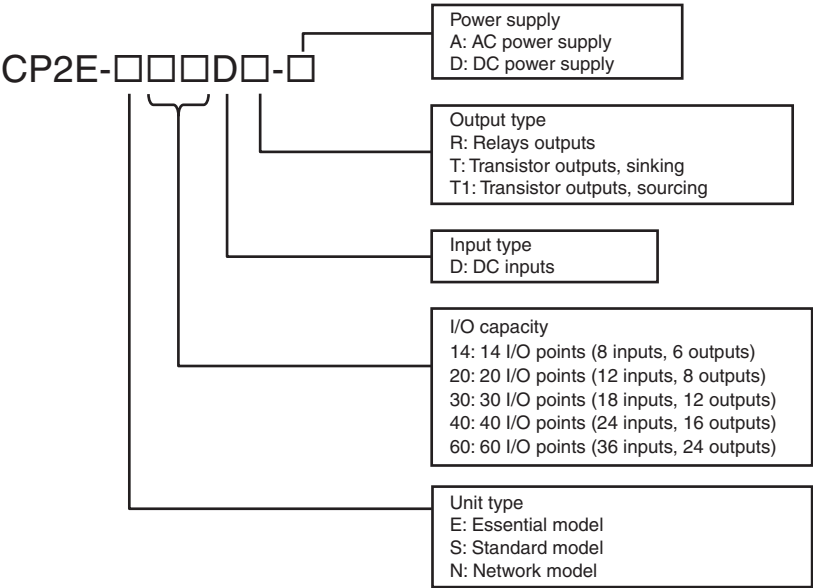 CP2E-□□□D□-□
Power supply
A: AC power supply
D: DC power supply
Output type
R: Relays outputs
T: Transistor outputs, sinking
T1: Transistor outputs, sourcing
Input type
D: DC inputs
I/O capacity
14: 14 I/O points (8 inputs, 6 outputs)
20: 20 I/O points (12 inputs, 8 outputs)
30: 30 I/O points (18 inputs, 12 outputs)
40: 40 I/O points (24 inputs, 16 outputs)
60: 60 I/O points (36 inputs, 24 outputs)
Unit type
E: Essential model
S: Standard model
N: Network model